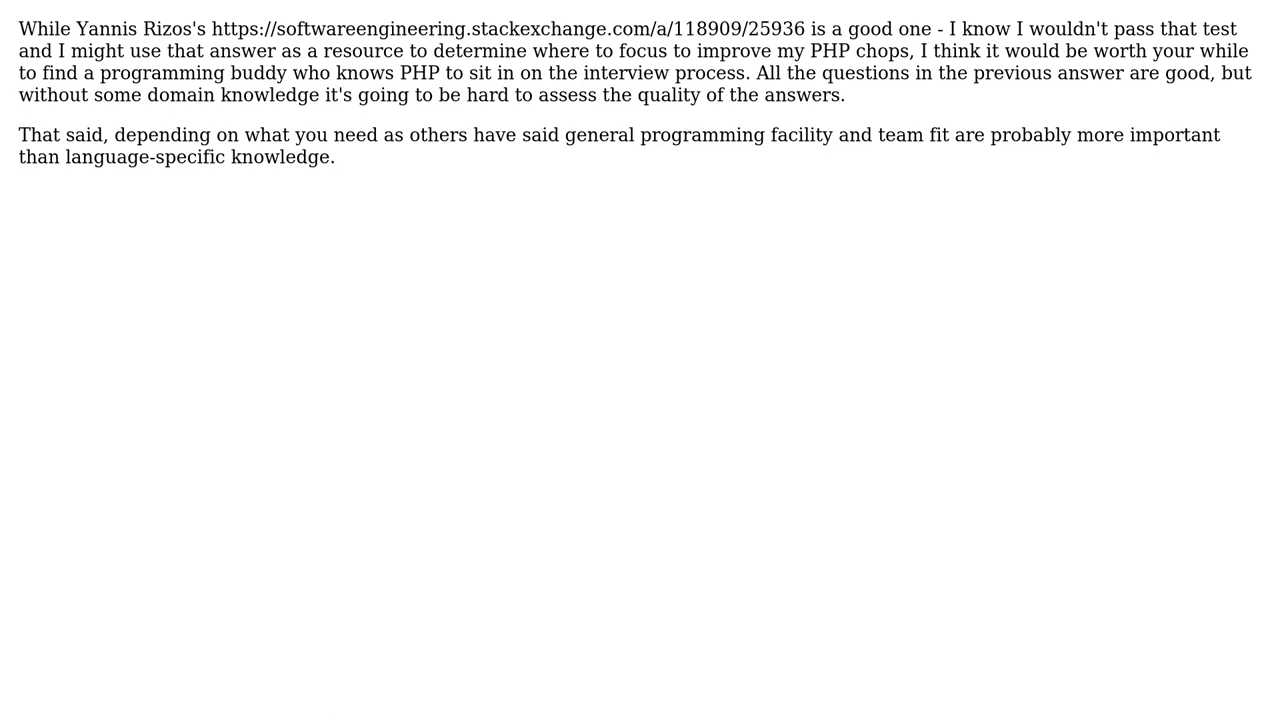 While Yannis Rizos's https://softwareengineering.stackexchange.com/a/118909/25936 is a good one - I know I wouldn't pass that test
and I might use that answer as a resource to determine where to focus to improve my PHP chops, I think it would be worth your while
to find a programming buddy who knows PHP to sit in on the interview process. All the questions in the previous answer are good, but
without some domain knowledge it's going to be hard to assess the quality of the answers.
That said, depending on what you need as others have said general programming facility and team fit are probably more important
than language-specific knowledge.